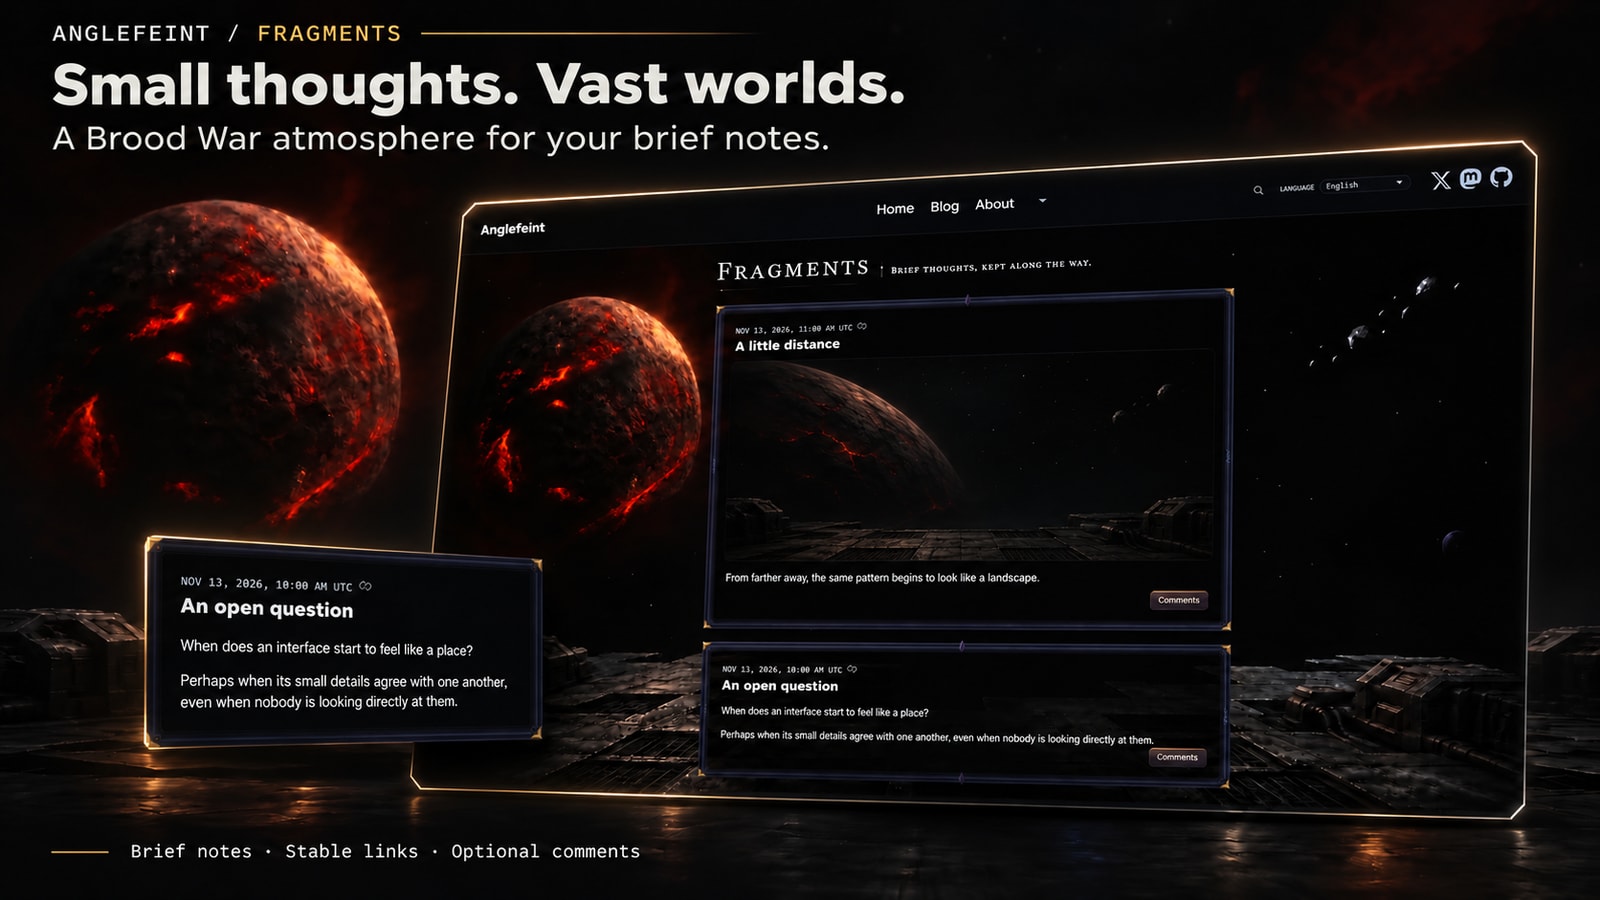 ANGLEFEINT / FRAGMENTS
Small thoughts. Vast worlds.
A Brood War atmosphere for your brief notes.
Anglefeint
Home Blog About
LANGUAGE English
FRAGMENTS BRIEF THOUGHTS, KEPT ALONG THE WAY.
NOV 13, 2026, 11:00 AM UTC
A little distance
From farther away, the same pattern begins to look like a landscape.
Comments
NOV 13, 2026, 10:00 AM UTC
An open question
When does an interface start to feel like a place?
Perhaps when its small details agree with one another, even when nobody is looking directly at them.
Comments
NOV 13, 2026, 10:00 AM UTC
An open question
When does an interface start to feel like a place?
Perhaps when its small details agree with one another,
even when nobody is looking directly at them.
Brief notes · Stable links · Optional comments